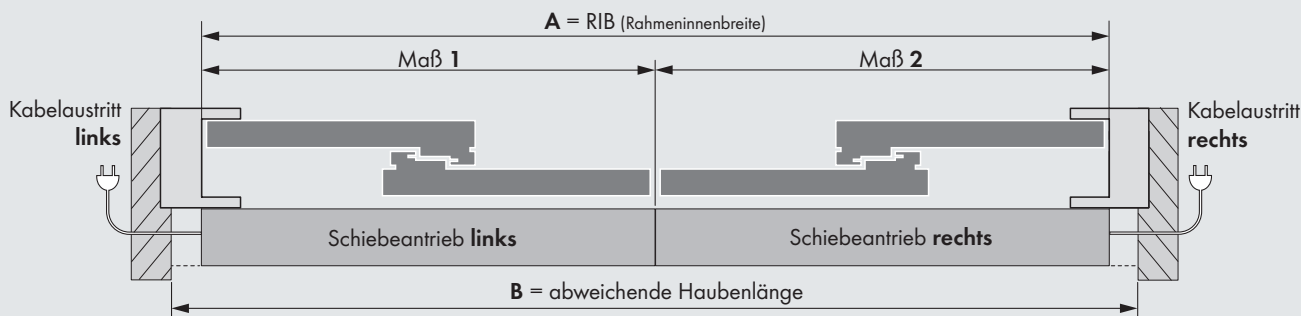 A = RIB (Rahmeninnenbreite)
Maß 1
Maß 2
Kabelaustritt
links
Kabelaustritt
rechts
Schiebeantrieb links
Schiebeantrieb rechts
B = abweichende Haubenlänge